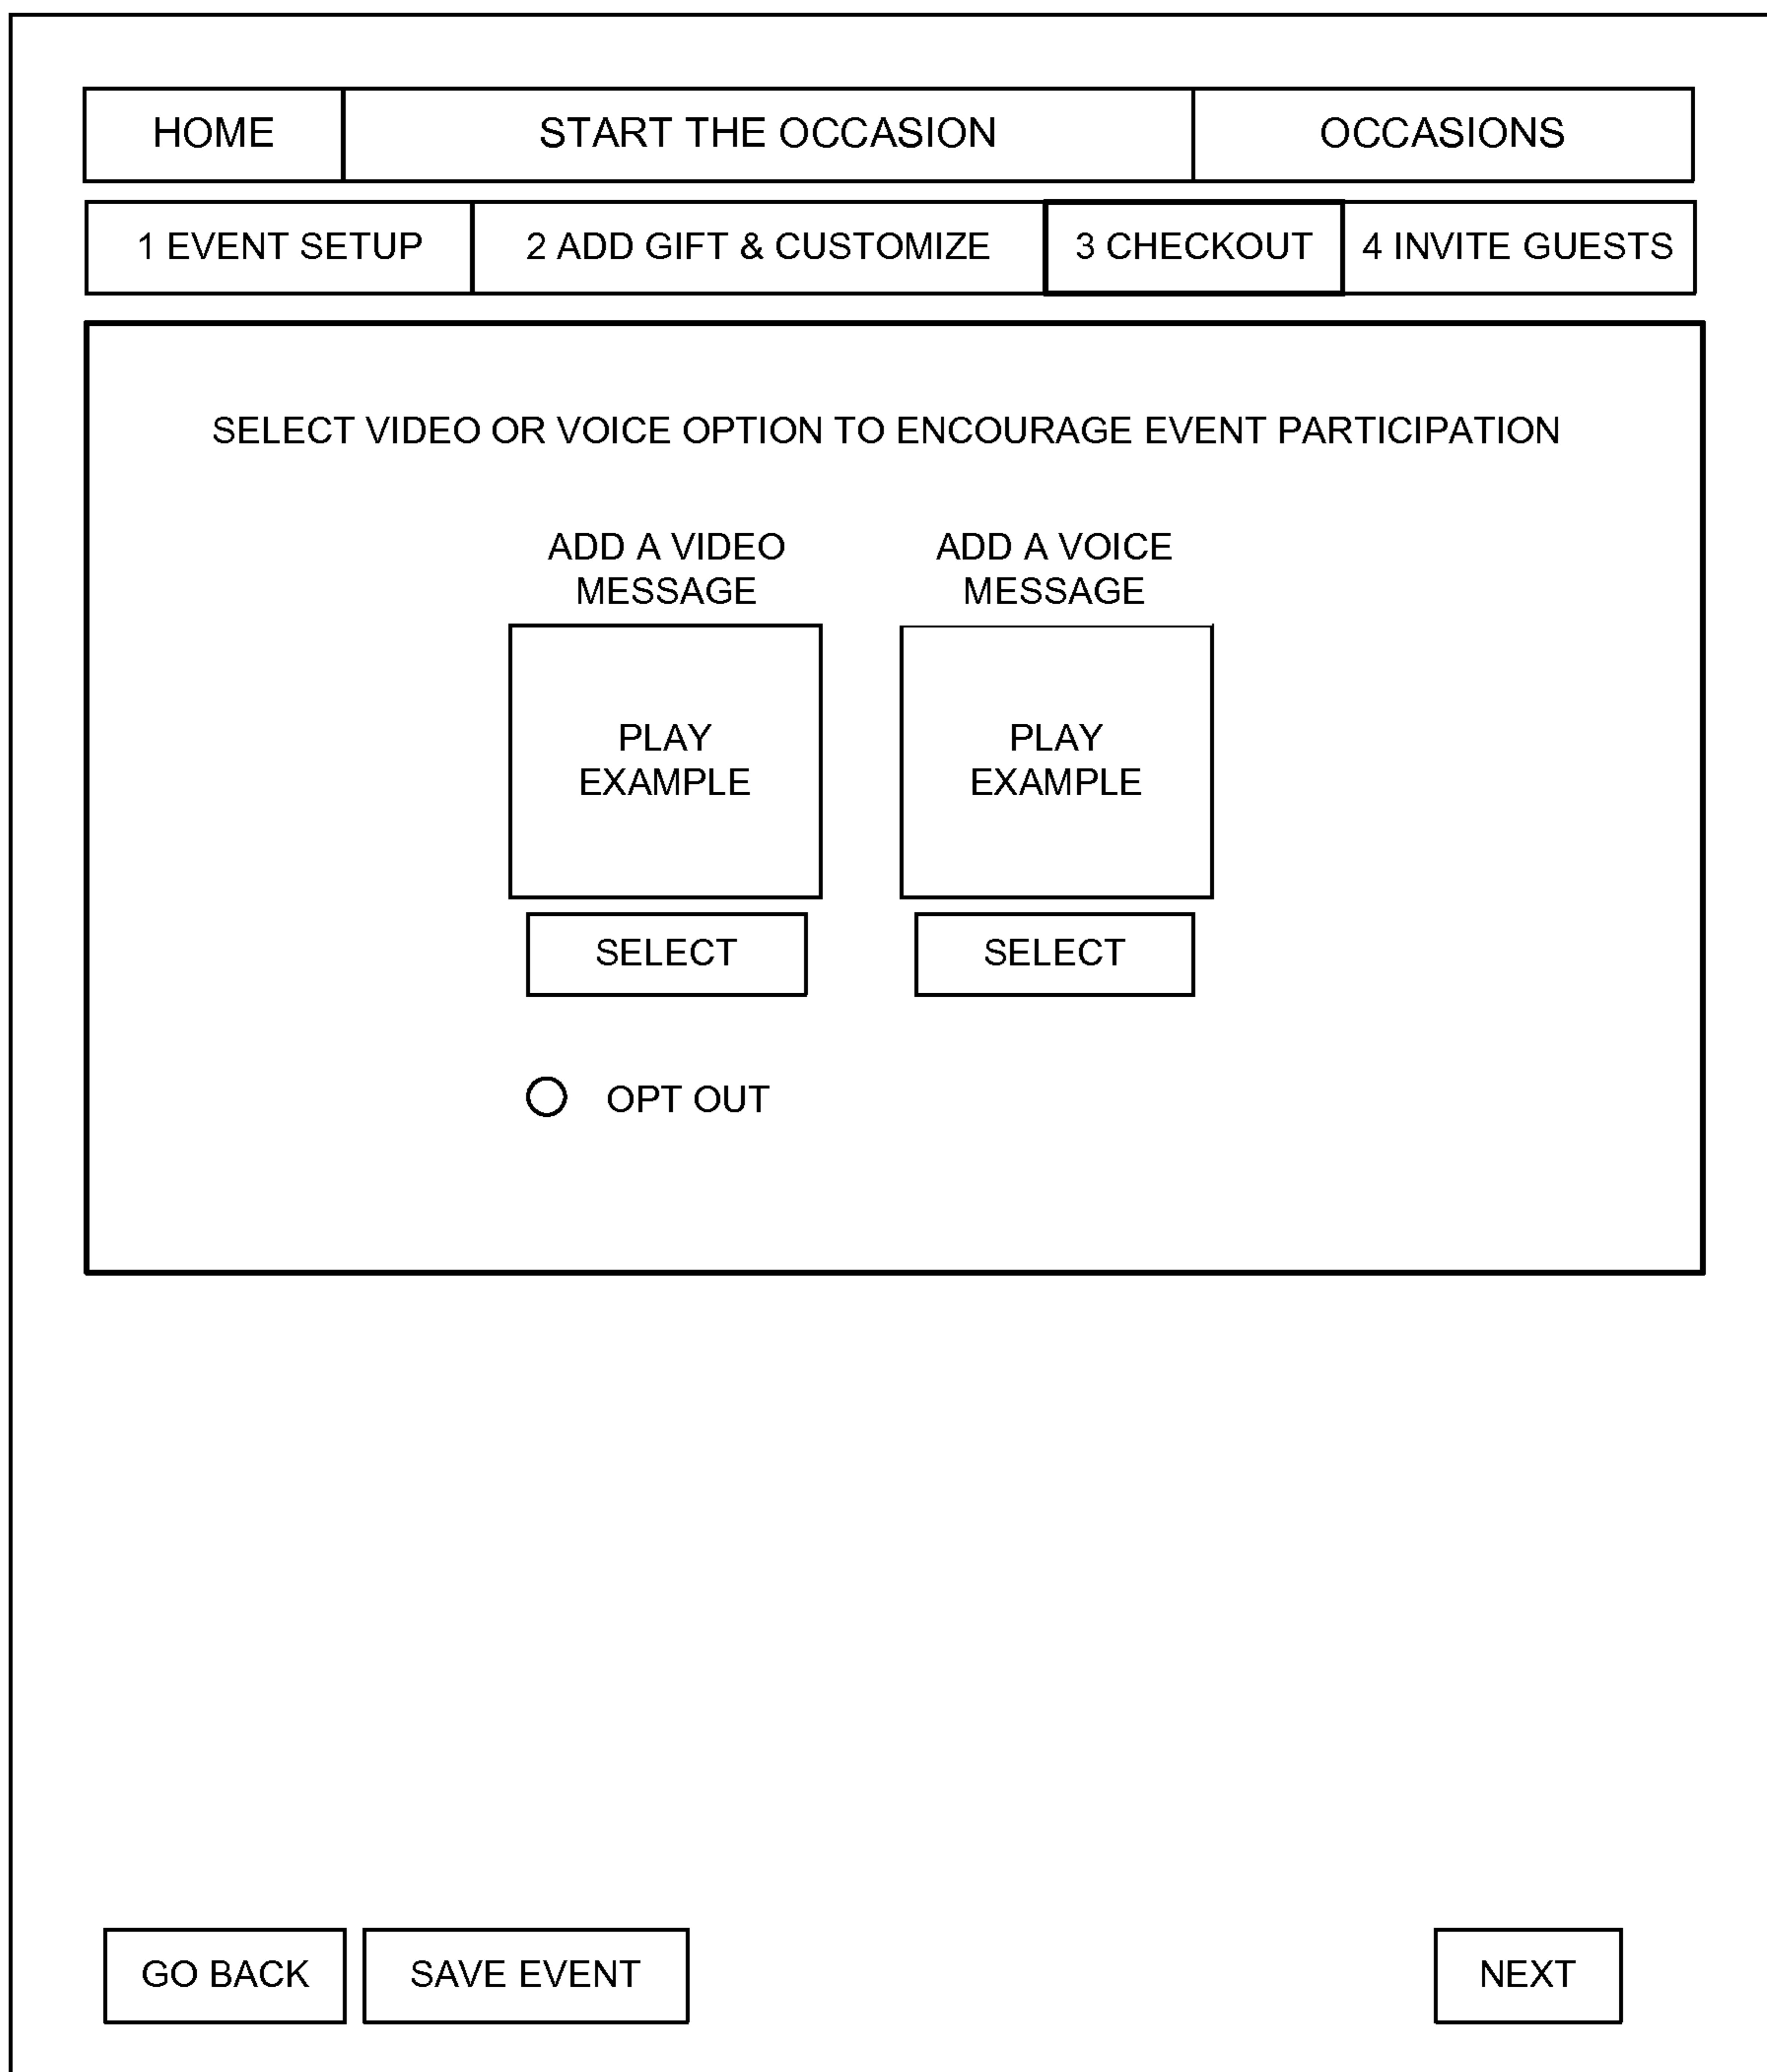 HOME START THE OCCASION OCCASIONS
1 EVENT SETUP 2 ADD GIFT & CUSTOMIZE 3 CHECKOUT 4 INVITE GUESTS
SELECT VIDEO OR VOICE OPTION TO ENCOURAGE EVENT PARTICIPATION
ADD A VIDEO
MESSAGE
PLAY
EXAMPLE
SELECT
ADD A VOICE
MESSAGE
PLAY
EXAMPLE
SELECT
OPT OUT
GO BACK SAVE EVENT NEXT